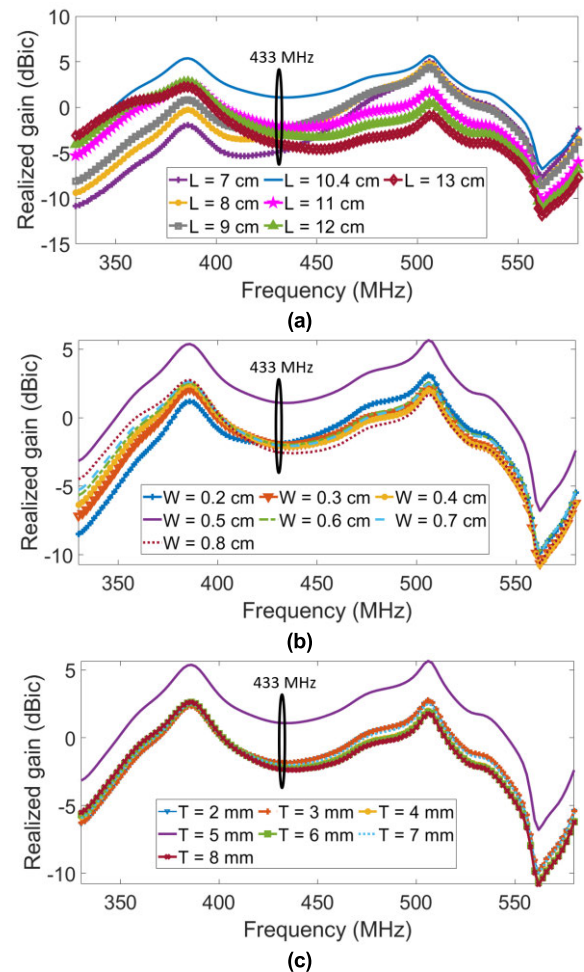 10
5
0
-5
-10
-15
Realized gain (dBic)
433 MHz
L = 7 cm L = 10.4 cm L = 13 cm
L = 8 cm L = 11 cm
L = 9 cm L = 12 cm
350 400 450 500 550
Frequency (MHz)
(a)
5
0
-5
-10
Realized gain (dBic)
433 MHz
W = 0.2 cm W = 0.3 cm W = 0.4 cm
W = 0.5 cm W = 0.6 cm W = 0.7 cm
W = 0.8 cm
350 400 450 500 550
Frequency (MHz)
(b)
5
0
-5
-10
Realized gain (dBic)
433 MHz
T = 2 mm T = 3 mm T = 4 mm
T = 5 mm T = 6 mm T = 7 mm
T = 8 mm
350 400 450 500 550
Frequency (MHz)
(c)